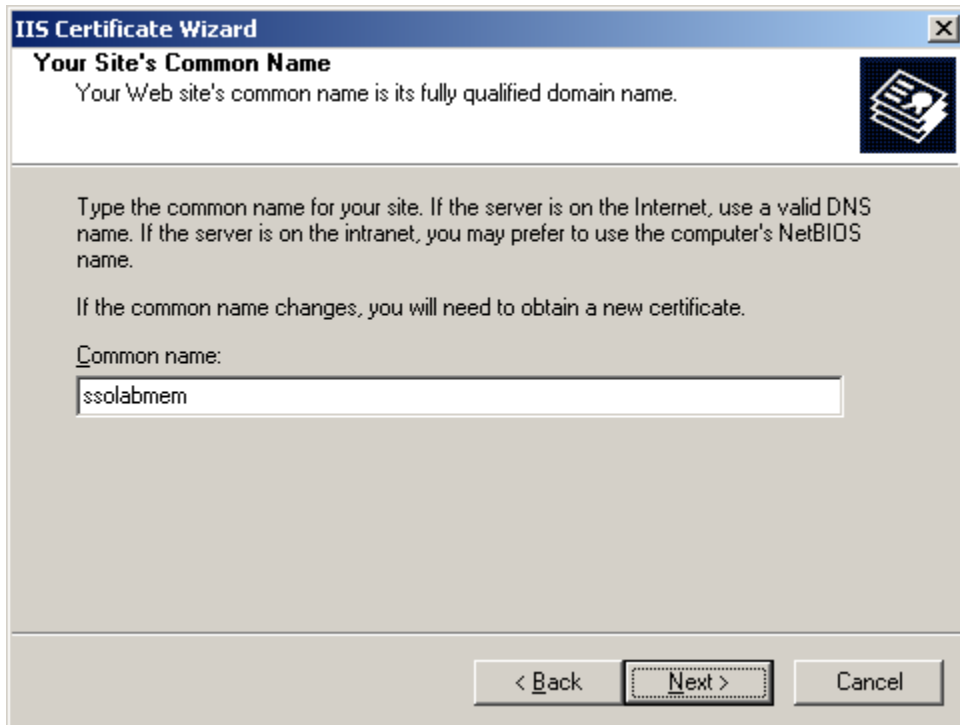 IIS Certificate Wizard
Your Site's Common Name
Your Web site's common name is its fully qualified domain name.
Type the common name for your site. If the server is on the Internet, use a valid DNS
name. If the server is on the intranet, you may prefer to use the computer's NetBIOS
name.
If the common name changes, you will need to obtain a new certificate.
Common name:
ssolabmem
< Back Next > Cancel